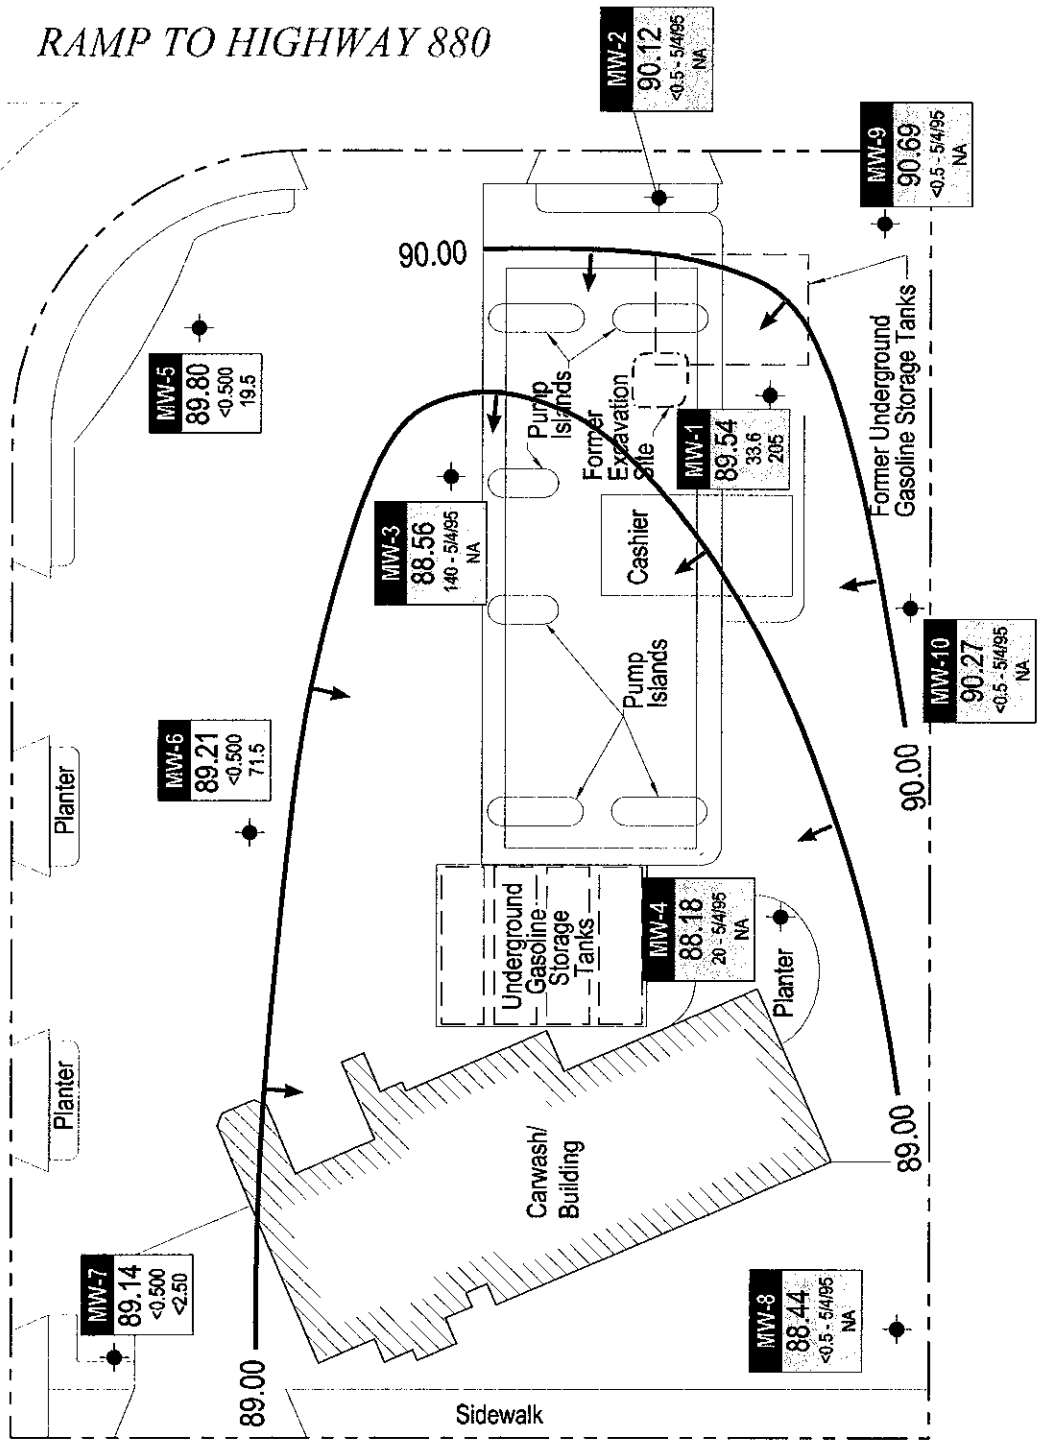 RAMP TO HIGHWAY 880
MW-2
90.12
<0.5 - 5/4/95
NA
MW-9
90.69
<0.5 - 5/4/95
NA
90.00
MW-5
89.80
<0.500
19.5
Pump
Islands
Former
Excavation
Site
MW-1
89.54
33.6
205
Former Underground
Gasoline Storage Tanks
MW-3
88.56
140 - 5/4/95
NA
Cashier
Pump
Islands
MW-10
90.27
<0.5 - 5/4/95
NA
90.00
MW-6
89.21
<0.500
71.5
Planter
Underground
Gasoline
Storage
Tanks
MW-4
88.18
20 - 5/4/95
NA
Planter
Planter
89.00
Carwash/
Building
MW-7
89.14
<0.500
<2.50
MW-8
88.44
<0.5 - 5/4/95
NA
89.00
Sidewalk